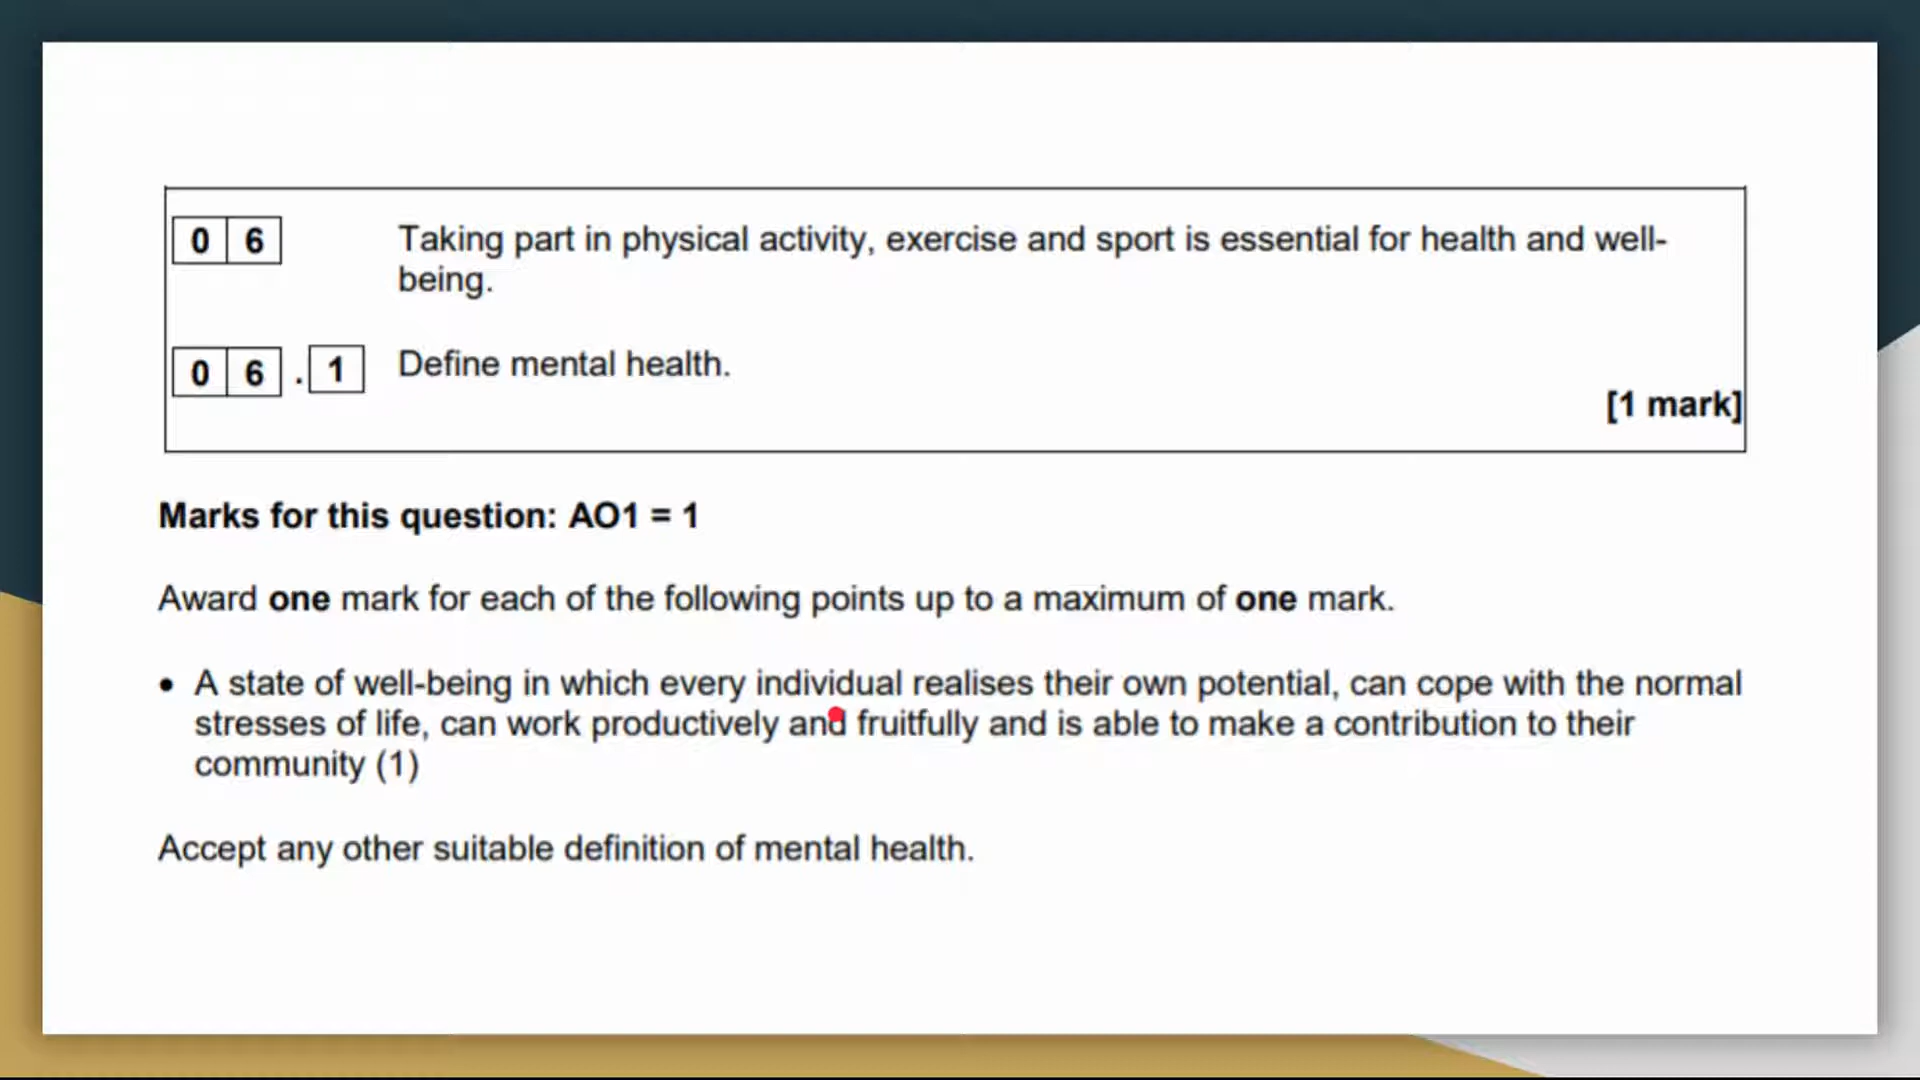 0 6 Taking part in physical activity, exercise and sport is essential for health and well-
being.
0 6 . 1 Define mental health.
[1 mark]
Marks for this question: AO1 = 1
Award one mark for each of the following points up to a maximum of one mark.
• A state of well-being in which every individual realises their own potential, can cope with the normal
stresses of life, can work productively and fruitfully and is able to make a contribution to their
community (1)
Accept any other suitable definition of mental health.